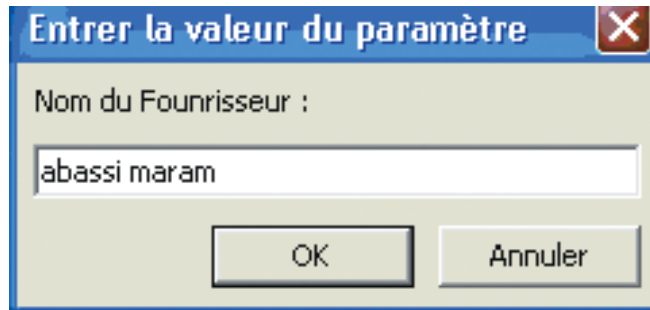 Entrer la valeur du paramètre
Nom du Founrisseur :
abassi maram
OK Annuler